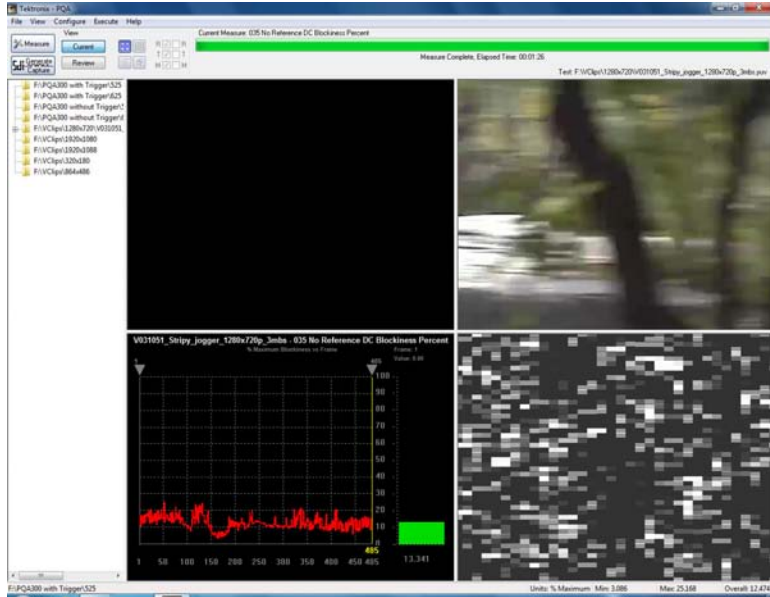 Tektronix - PQA
File View Configure Execute Help
Measure
View
Current
Review
Generate
Capture
R
T
M
R
T
M
Current Measure: 035 No Reference DC Blockiness Percent
Measure Complete, Elapsed Time: 00:01:26
Test: F:\VClips\1280x720\V031051_Stripy_jogger_1280x720p_3mbs.yuv
F:\PQA300 with Trigger\525
F:\PQA300 with Trigger\625
F:\PQA300 without Trigger\5
F:\PQA300 without Trigger\6
F:\VClips\1280x720\V031051_
F:\VClips\1920x1080
F:\VClips\1920x1088
F:\VClips\320x180
F:\VClips\864x486
V031051_Stripy_jogger_1280x720p_3mbs - 035 No Reference DC Blockiness Percent
% Maximum Blockiness vs Frame
Frame: 1
1
485
100
90
80
70
60
50
40
30
20
10
0
485
1 50 100 150 200 250 300 350 400 450 485
13.341
F:\PQA300 with Trigger\525
Units: % Maximum Min: 3.086 Max: 25.168 Overall: 12.474